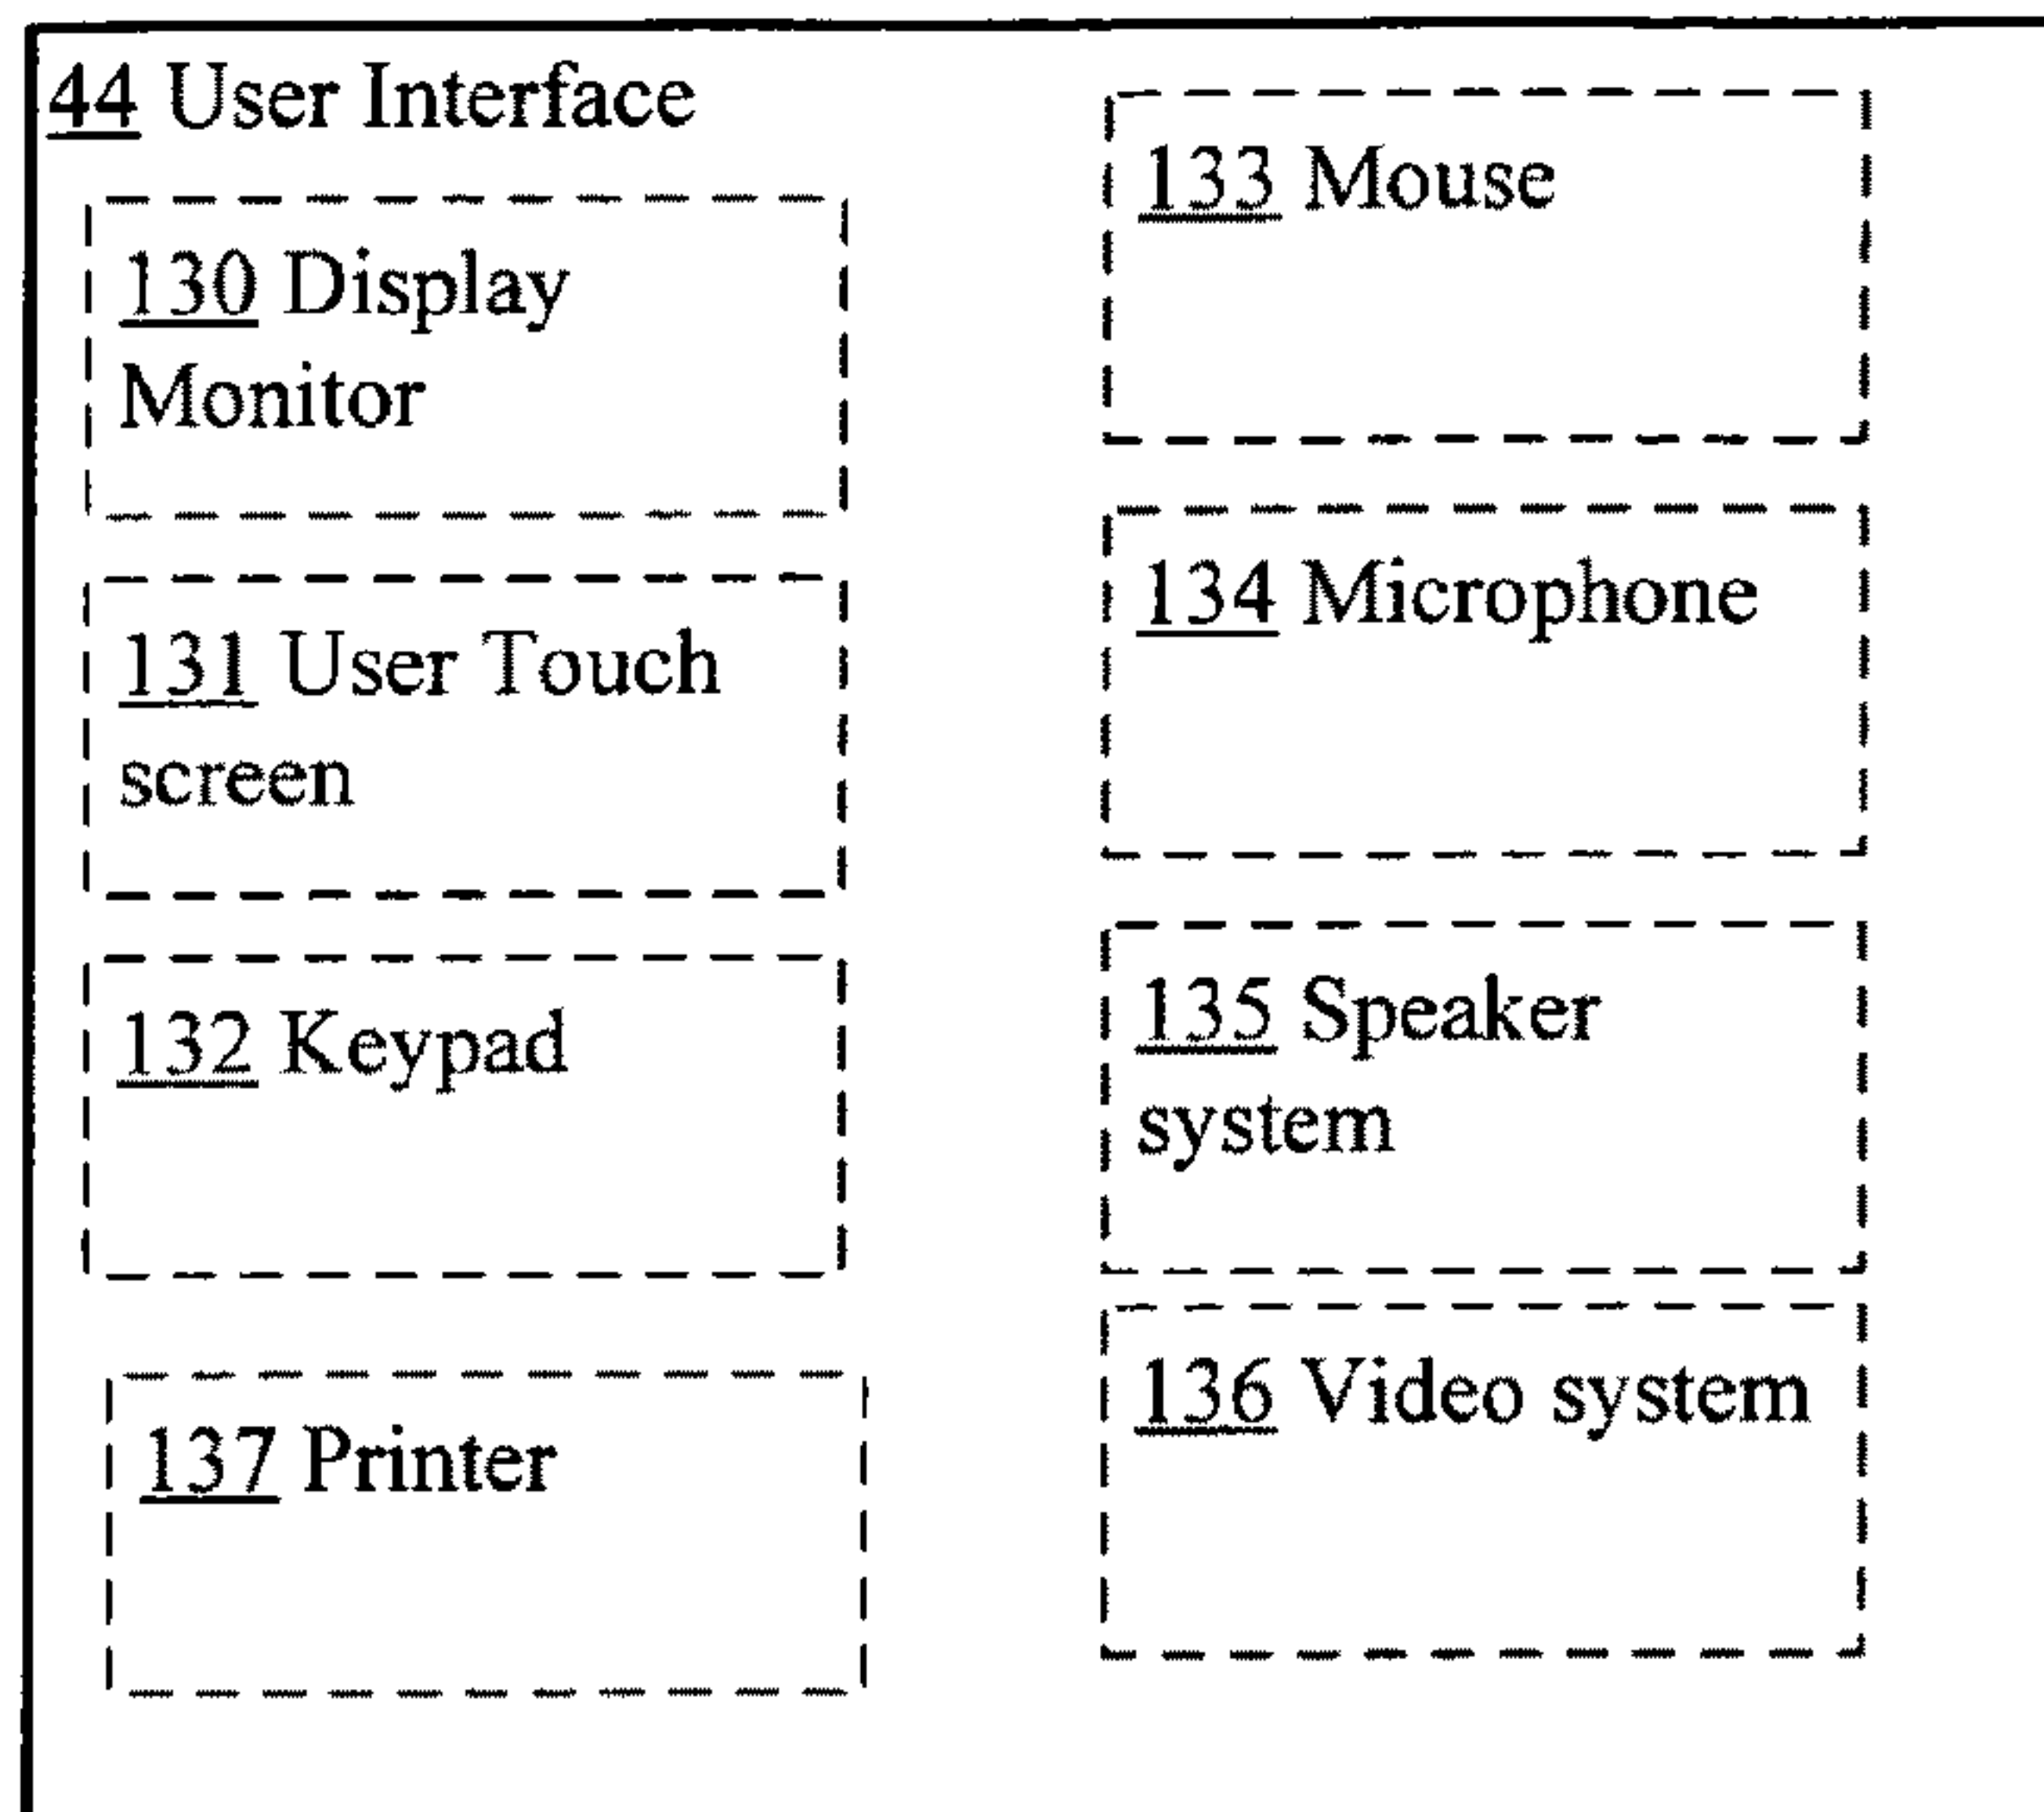 44 User Interface
130 Display
Monitor
131 User Touch
screen
132 Keypad
137 Printer
133 Mouse
134 Microphone
135 Speaker
system
136 Video system